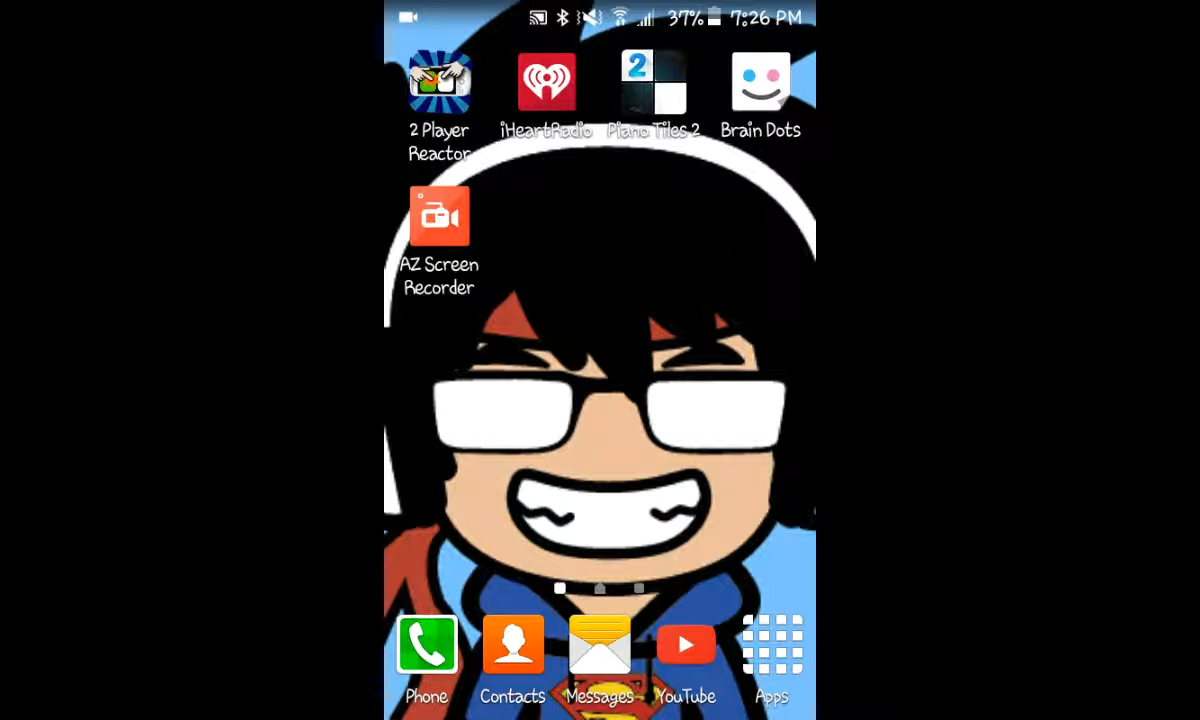 37% 7:26 PM
2
2 Player
Reactor
iHeartRadio
Piano Tiles 2
Brain Dots
AZ Screen
Recorder
Phone
Contacts
Messages
YouTube
Apps